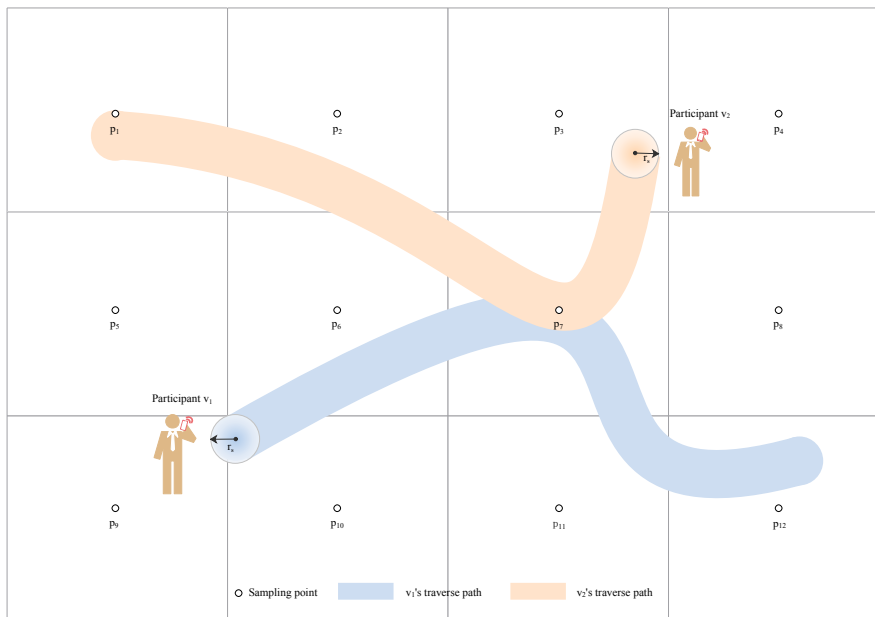 Participant v₂
p₁
p₂
p₃
rₛ
p₄
p₅
p₆
p₇
p₈
Participant v₁
rₛ
p₉
p₁₀
p₁₁
p₁₂
Sampling point
v₁'s traverse path
v₂'s traverse path